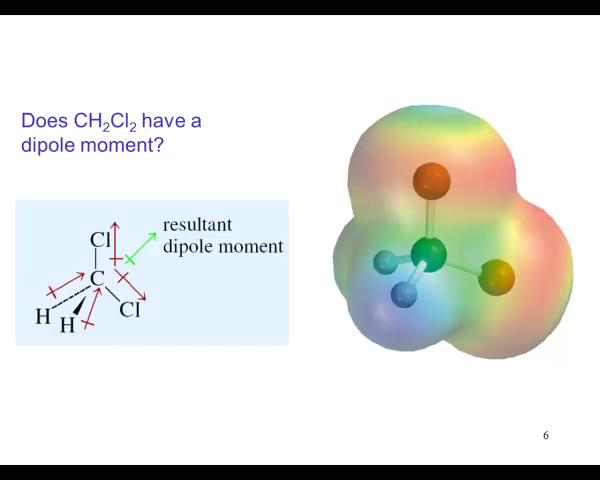 Does CH₂Cl₂ have a
dipole moment?
resultant
dipole moment
Cl
C
H
H
Cl
6